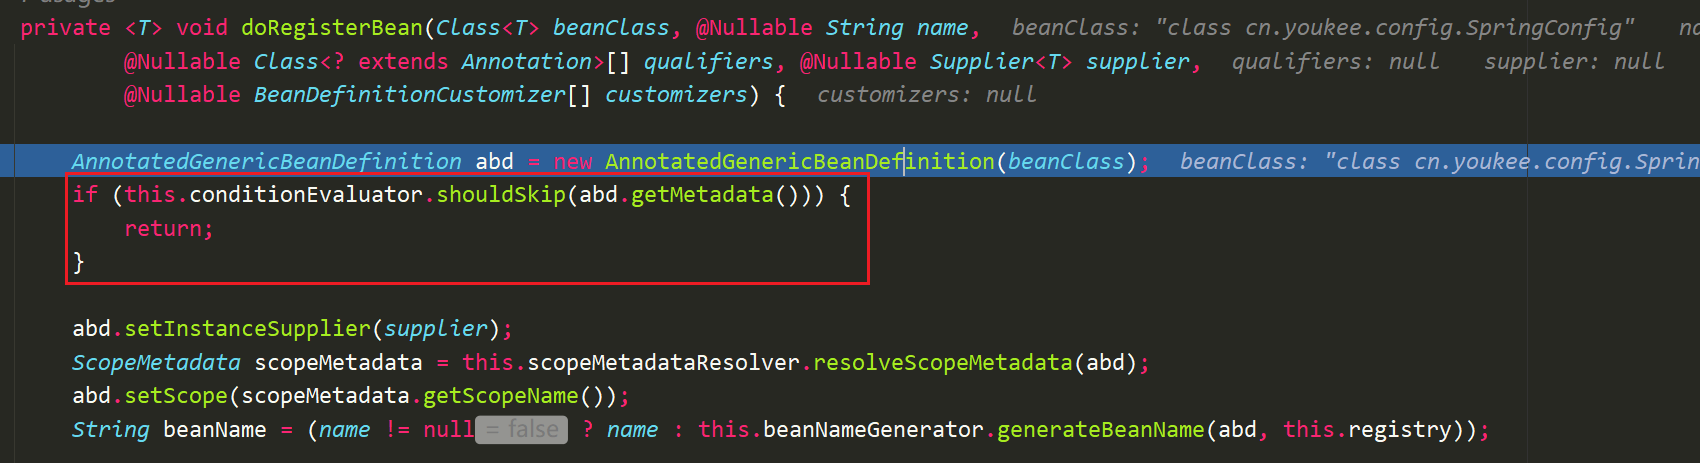 usages
private <T> void doRegisterBean(Class<T> beanClass, @Nullable String name,   beanClass: "class cn.youkee.config.SpringConfig"   na
        @Nullable Class<? extends Annotation>[] qualifiers, @Nullable Supplier<T> supplier,   qualifiers: null   supplier: null
        @Nullable BeanDefinitionCustomizer[] customizers) {   customizers: null
    AnnotatedGenericBeanDefinition abd = new AnnotatedGenericBeanDefinition(beanClass);   beanClass: "class cn.youkee.config.Sprin
    if (this.conditionEvaluator.shouldSkip(abd.getMetadata())) {
        return;
    }
    abd.setInstanceSupplier(supplier);
    ScopeMetadata scopeMetadata = this.scopeMetadataResolver.resolveScopeMetadata(abd);
    abd.setScope(scopeMetadata.getScopeName());
    String beanName = (name != null = false ? name : this.beanNameGenerator.generateBeanName(abd, this.registry));